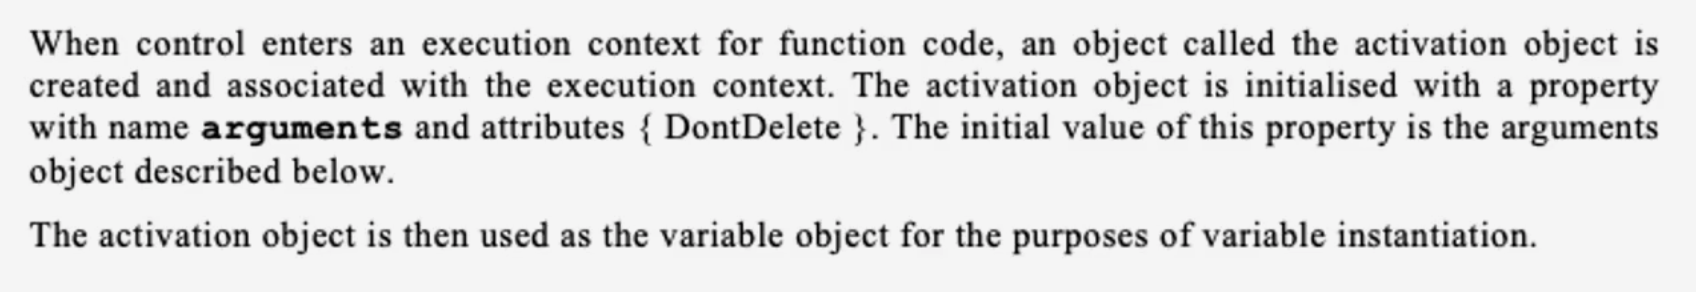 When control enters an execution context for function code, an object called the activation object is
created and associated with the execution context. The activation object is initialised with a property
with name arguments and attributes { DontDelete }. The initial value of this property is the arguments
object described below.
The activation object is then used as the variable object for the purposes of variable instantiation.